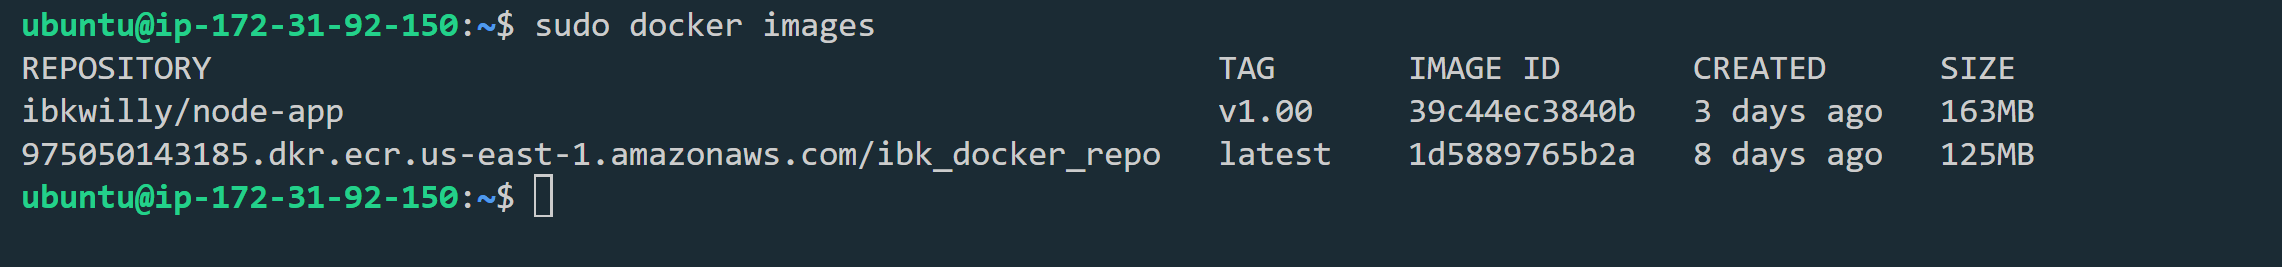 ubuntu@ip-172-31-92-150:~$ sudo docker images
REPOSITORY TAG IMAGE ID CREATED SIZE
ibkwilly/node-app v1.00 39c44ec3840b 3 days ago 163MB
975050143185.dkr.ecr.us-east-1.amazonaws.com/ibk_docker_repo latest 1d5889765b2a 8 days ago 125MB
ubuntu@ip-172-31-92-150:~$